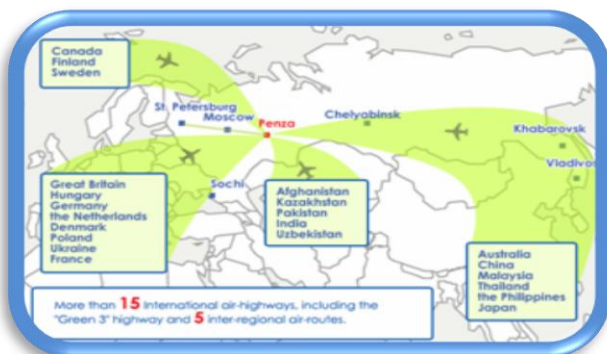 Canada
Finland
Sweden
St. Petersburg
Moscow
Penza
Chelyabinsk
Khabarovsk
Vladivos
Sochi
Great Britain
Hungary
Germany
the Netherlands
Denmark
Poland
Ukraine
France
Afghanistan
Kazakhstan
Pakistan
India
Uzbekistan
Australia
China
Malaysia
Thailand
the Philippines
Japan
More than 15 International air-highways, including the
"Green 3" highway and 5 inter-regional air-routes.